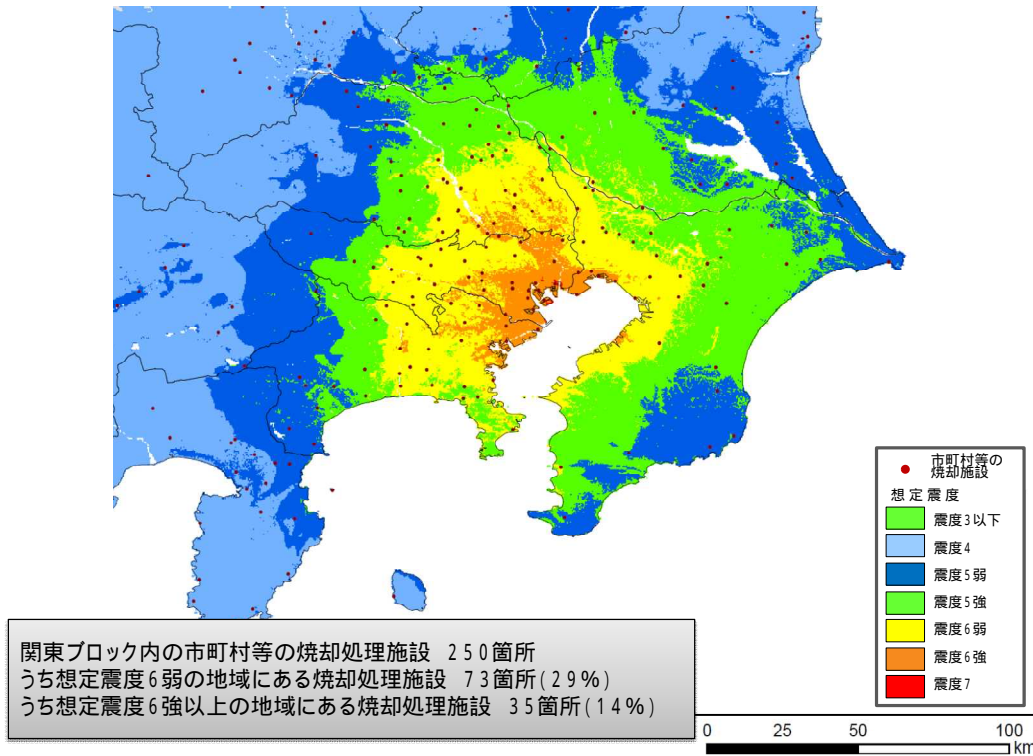 市町村等の
焼却施設
想定震度
震度3以下
震度4
震度5弱
震度5強
震度6弱
震度6強
震度7
関東ブロック内の市町村等の焼却処理施設 250箇所
うち想定震度6弱の地域にある焼却処理施設 73箇所(29%)
うち想定震度6強以上の地域にある焼却処理施設 35箇所(14%)
0 25 50 100
km